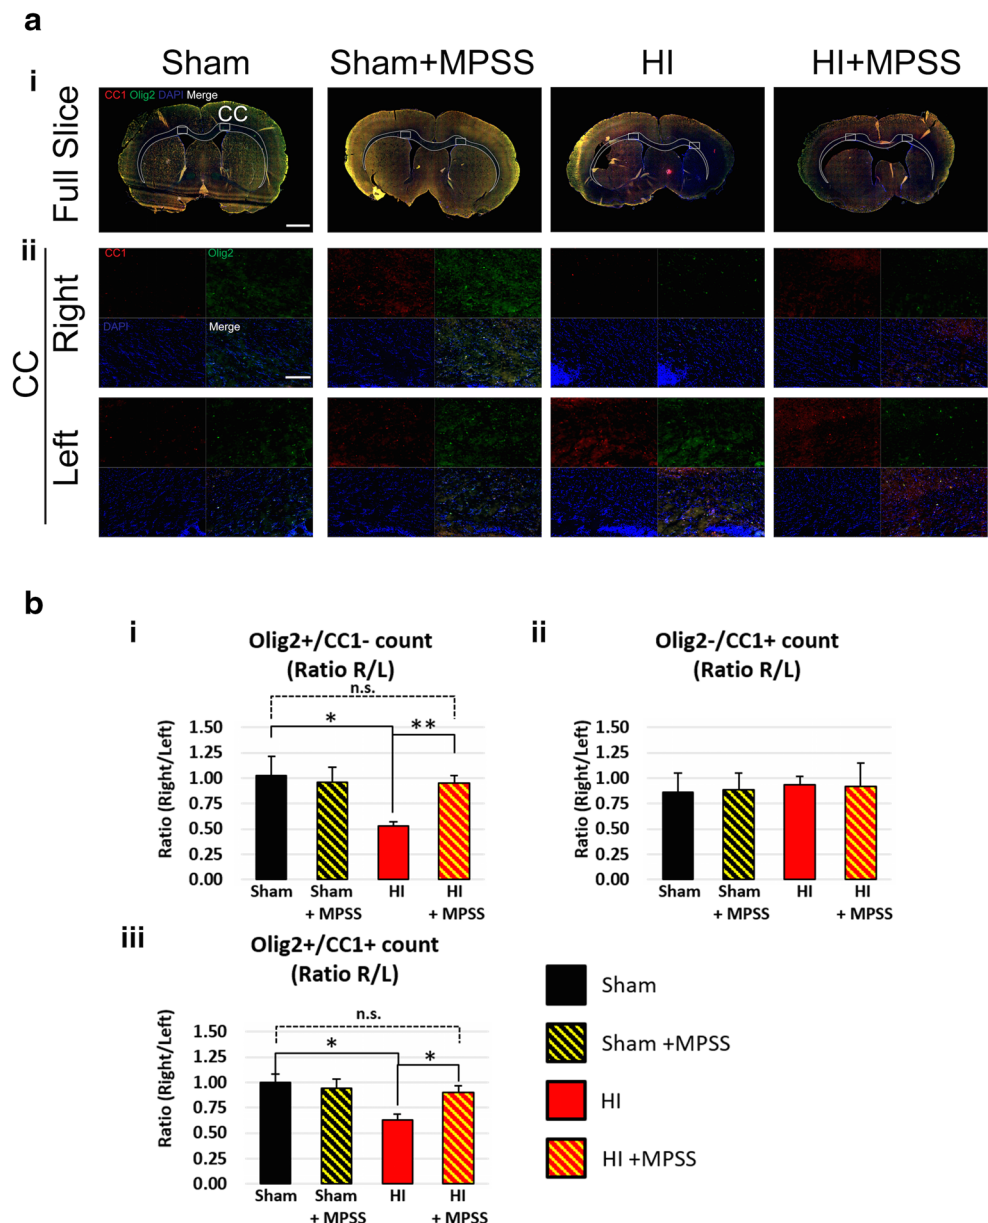 a
Sham
Sham+MPSS
HI
HI+MPSS
i
Full Slice
CC1 Olig2 DAPI Merge
CC
ii
CC
Right
CC1
Olig2
DAPI
Merge
Left
b
i
Olig2+/CC1- count
(Ratio R/L)
n.s.
*
**
Ratio (Right/Left)
1.50
1.25
1.00
0.75
0.50
0.25
0.00
Sham
Sham
+ MPSS
HI
HI
+ MPSS
ii
Olig2-/CC1+ count
(Ratio R/L)
Ratio (Right/Left)
1.50
1.25
1.00
0.75
0.50
0.25
0.00
Sham
Sham
+ MPSS
HI
HI
+ MPSS
iii
Olig2+/CC1+ count
(Ratio R/L)
n.s.
*
*
Ratio (Right/Left)
1.50
1.25
1.00
0.75
0.50
0.25
0.00
Sham
Sham
+ MPSS
HI
HI
+ MPSS
Sham
Sham +MPSS
HI
HI +MPSS